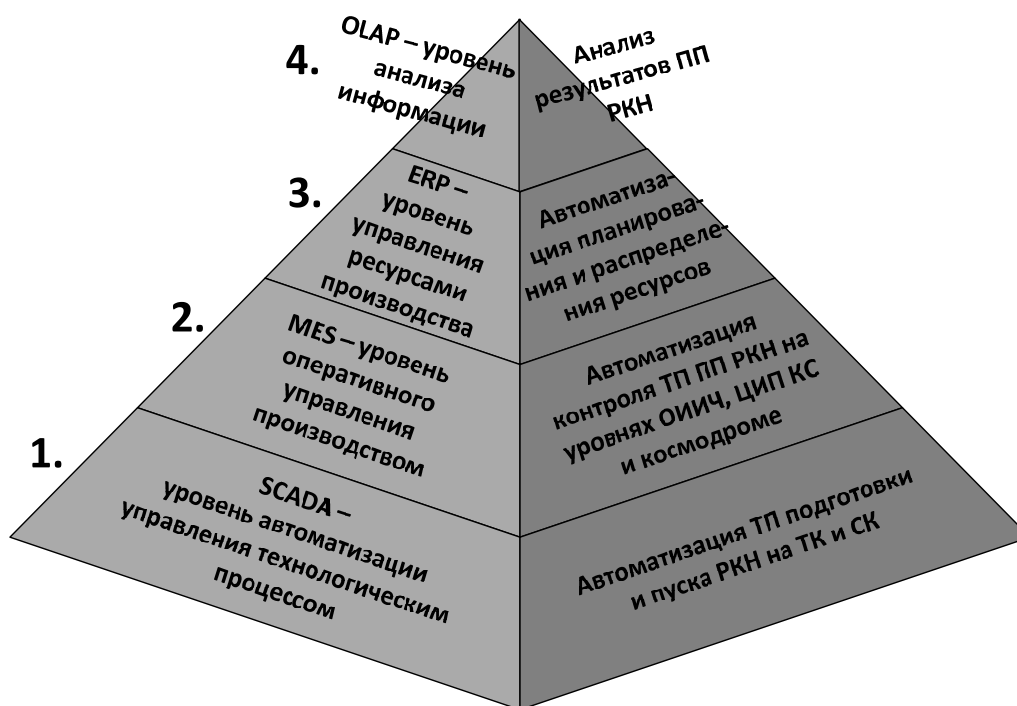 4.
OLAP – уровень
анализа
информации
Анализ
результатов ПП
РКН
3.
ERP –
уровень
управления
ресурсами
производства
Автоматиза-
ция планирова-
ния и распределе-
ния ресурсов
2.
MES – уровень
оперативного
управления
производством
Автоматизация
контроля ТП ПП РКН на
уровнях ОИИЧ, ЦИП КС
и космодроме
1.
SCADA –
уровень автоматизации
управления технологическим
процессом
Автоматизация ТП подготовки
и пуска РКН на ТК и СК